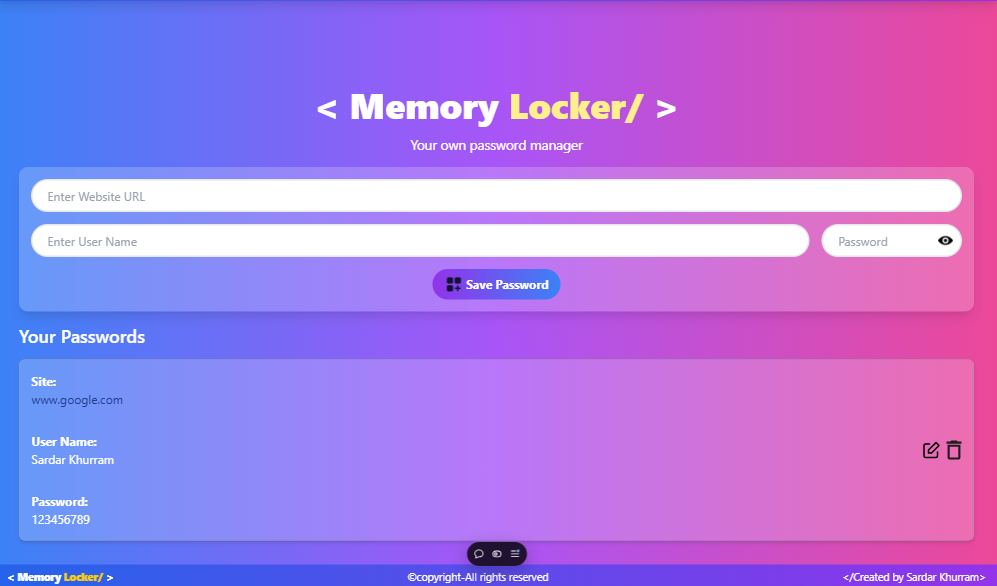 < Memory Locker/ >
Your own password manager
Enter Website URL
Enter User Name
Password
Save Password
Your Passwords
Site:
www.google.com
User Name:
Sardar Khurram
Password:
123456789
< Memory Locker/ >
©copyright-All rights reserved
</Created by Sardar Khurram>